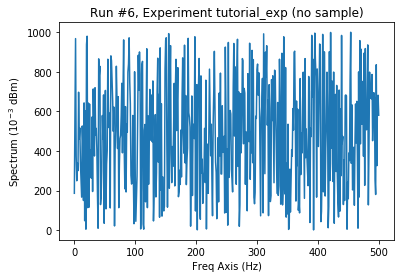 Run #6, Experiment tutorial_exp (no sample)
1000
800
600
400
200
0
Spectrum (10⁻³ dBm)
0 100 200 300 400 500
Freq Axis (Hz)